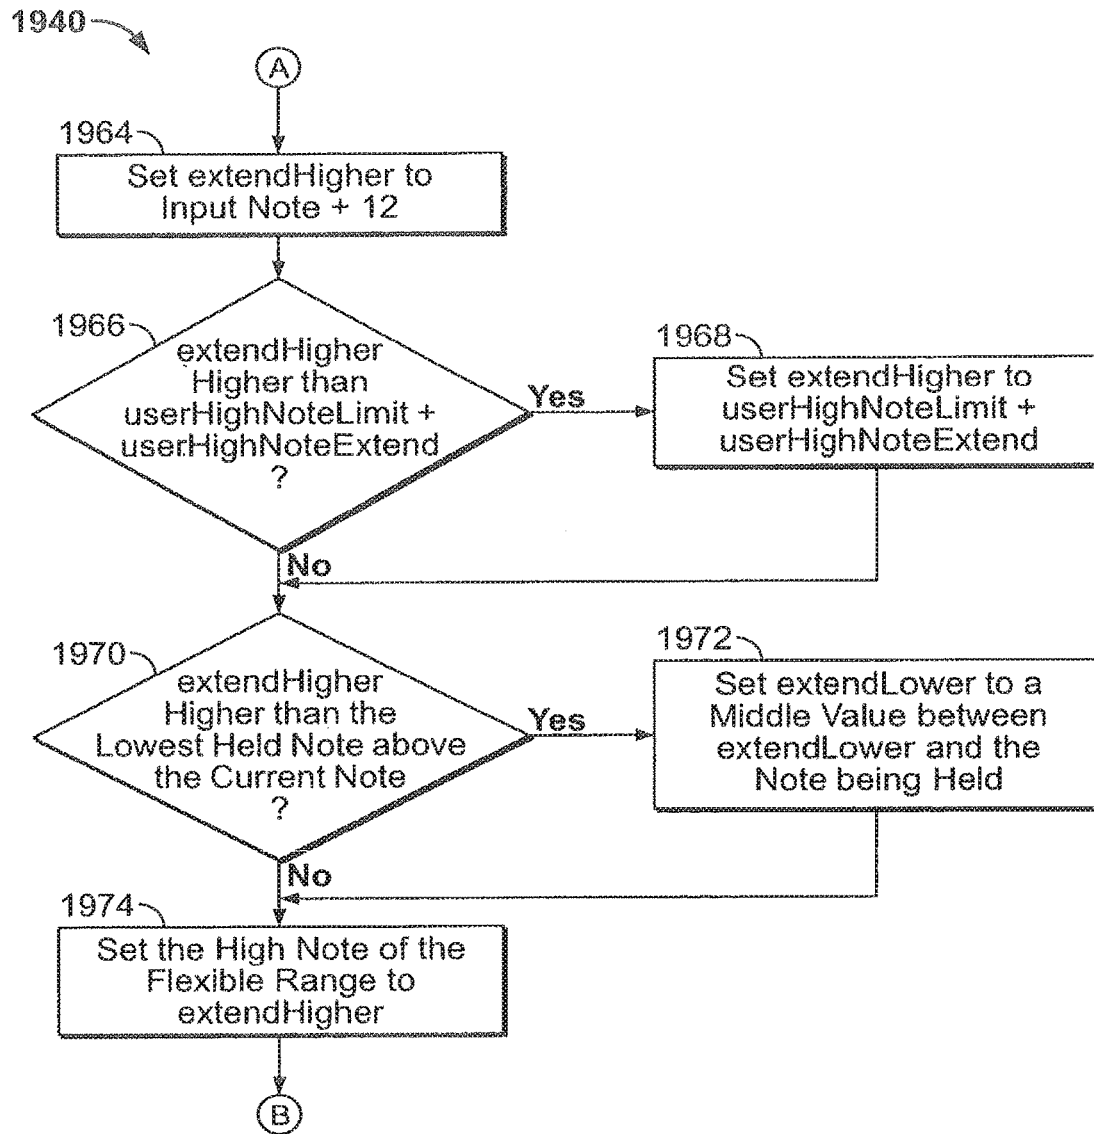 1940
A
1964
Set extendHigher to
Input Note + 12
1966
extendHigher
Higher than
userHighNoteLimit +
userHighNoteExtend
?
Yes
1968
Set extendHigher to
userHighNoteLimit +
userHighNoteExtend
No
1970
extendHigher
Higher than the
Lowest Held Note above
the Current Note
?
Yes
1972
Set extendLower to a
Middle Value between
extendLower and the
Note being Held
No
1974
Set the High Note of the
Flexible Range to
extendHigher
B